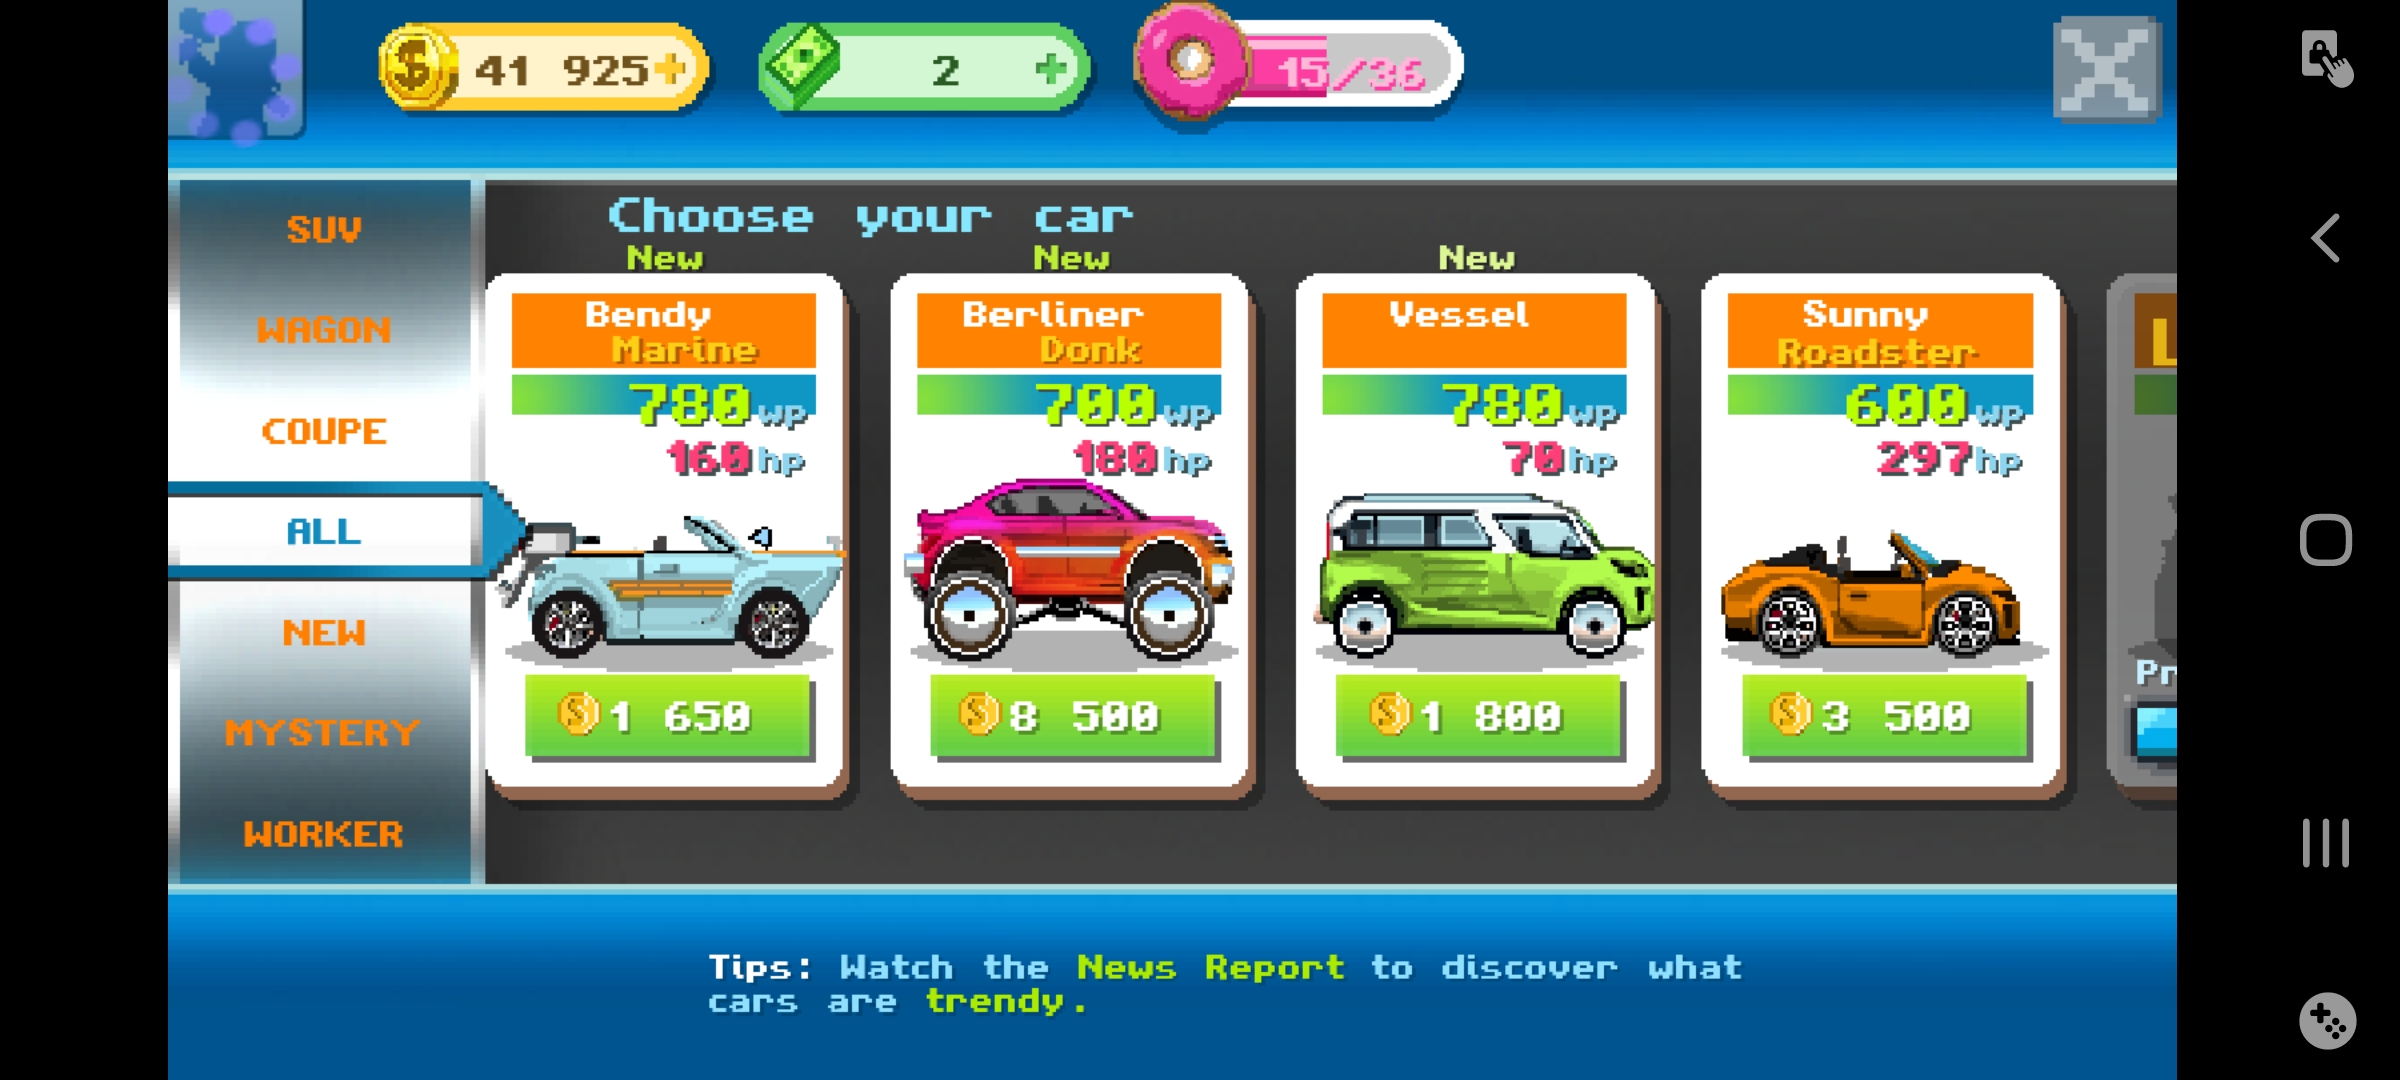 41 925
2
15/36
SUV
WAGON
COUPE
ALL
NEW
MYSTERY
WORKER
Choose your car
New
Bendy
Marine
780 wp
160 hp
1 650
New
Berliner
Donk
700 wp
180 hp
8 500
New
Vessel
780 wp
70 hp
1 800
Sunny
Roadster
600 wp
297 hp
3 500
Tips: Watch the News Report to discover what
cars are trendy.